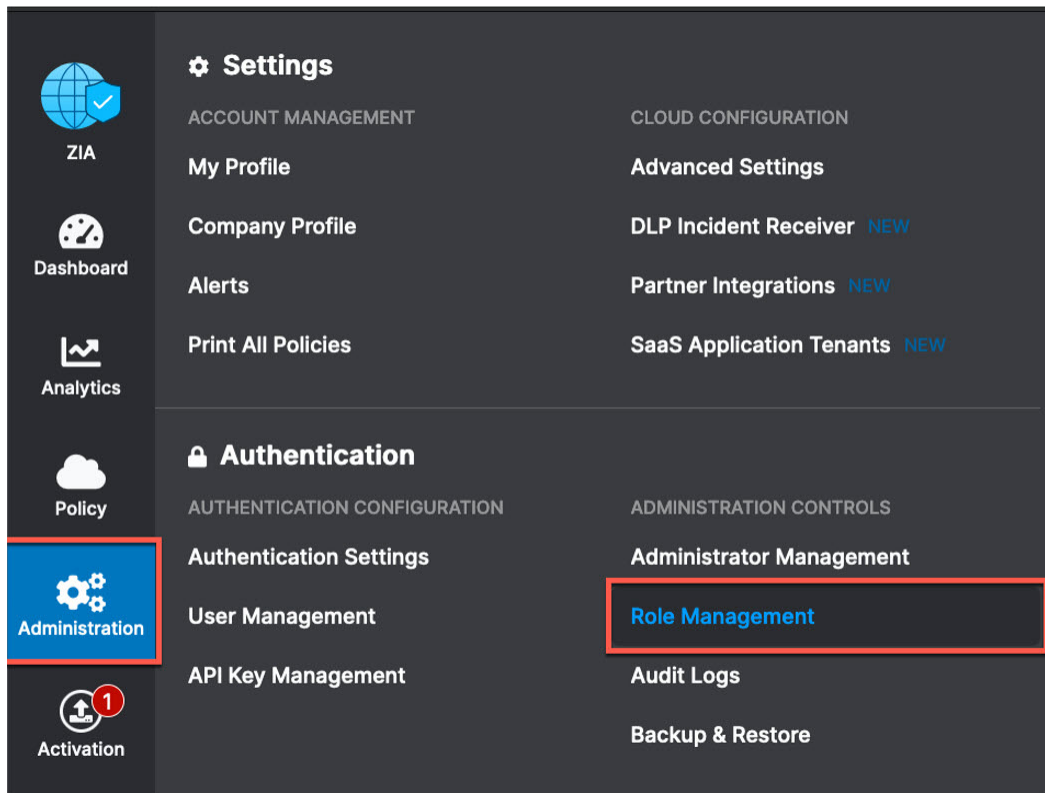 ZIA
Dashboard
Analytics
Policy
Administration
1
Activation
Settings
ACCOUNT MANAGEMENT
My Profile
Company Profile
Alerts
Print All Policies
CLOUD CONFIGURATION
Advanced Settings
DLP Incident Receiver NEW
Partner Integrations NEW
SaaS Application Tenants NEW
Authentication
AUTHENTICATION CONFIGURATION
Authentication Settings
User Management
API Key Management
ADMINISTRATION CONTROLS
Administrator Management
Role Management
Audit Logs
Backup & Restore